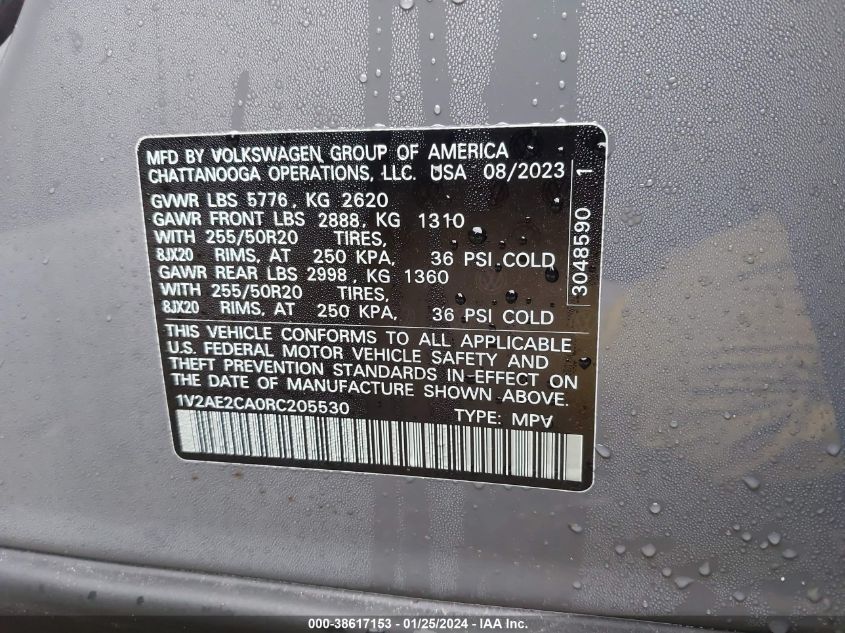 MFD BY VOLKSWAGEN GROUP OF AMERICA
CHATTANOOGA OPERATIONS, LLC. USA 08/2023
GVWR LBS 5776, KG 2620
GAWR FRONT LBS 2888, KG 1310
WITH 255/50R20 TIRES,
8JX20 RIMS, AT 250 KPA, 36 PSI COLD
GAWR REAR LBS 2998, KG 1360
WITH 255/50R20 TIRES,
8JX20 RIMS, AT 250 KPA, 36 PSI COLD
3048590 1
THIS VEHICLE CONFORMS TO ALL APPLICABLE
U.S. FEDERAL MOTOR VEHICLE SAFETY AND
THEFT PREVENTION STANDARDS IN EFFECT ON
THE DATE OF MANUFACTURE SHOWN ABOVE.
1V2AE2CA0RC205530 TYPE: MPV
000-38617153 - 01/25/2024 - IAA Inc.